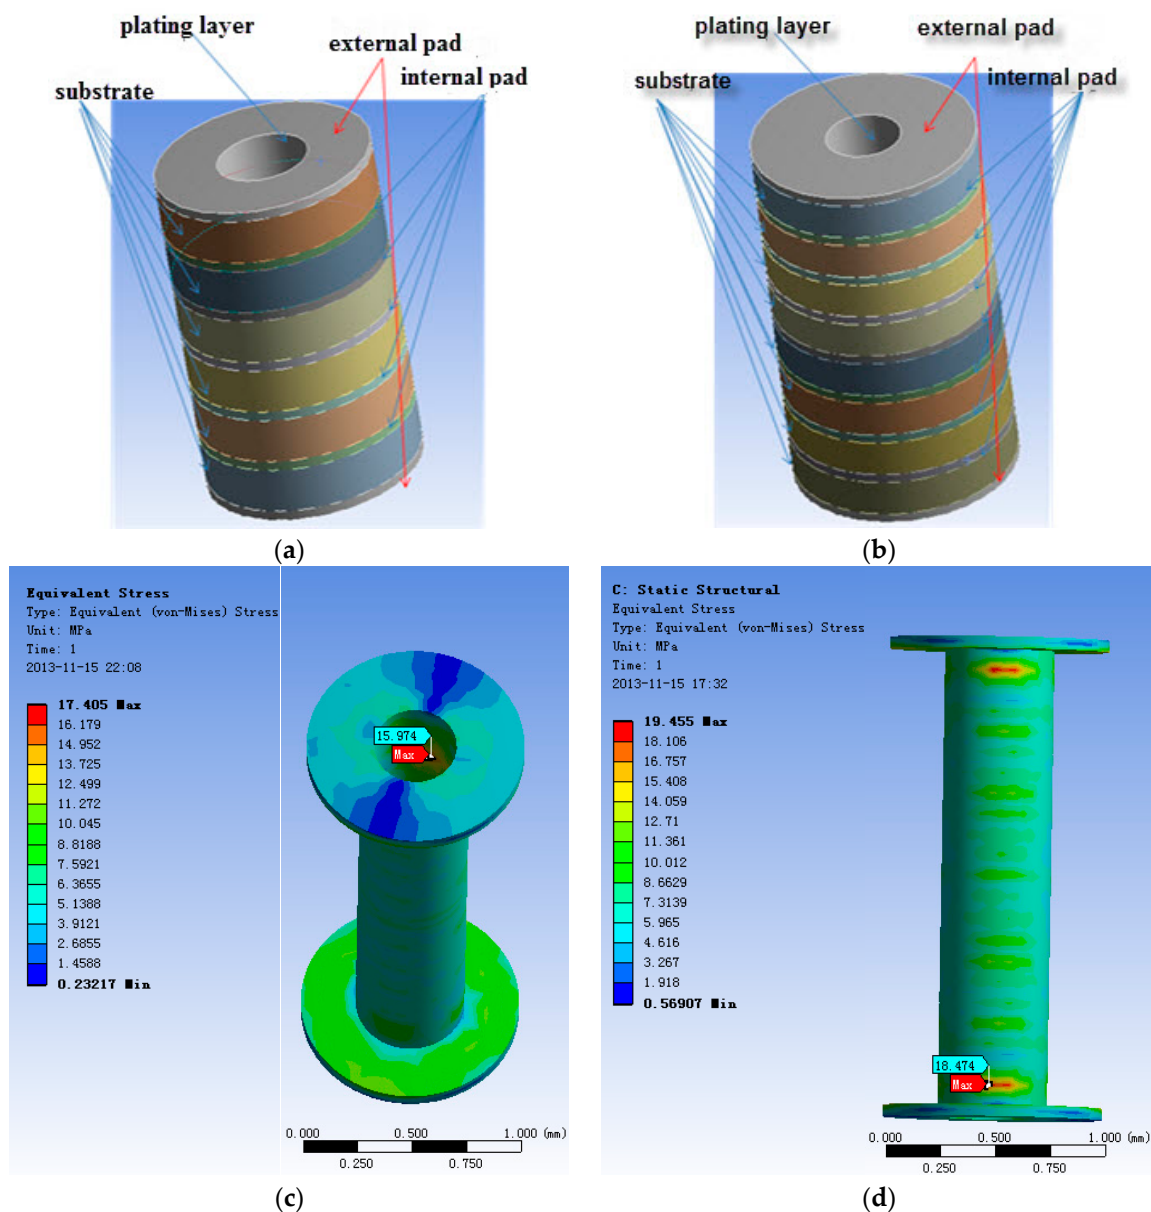 plating layer
external pad
internal pad
substrate
plating layer
external pad
internal pad
substrate
(a)
(b)
Equivalent Stress
Type: Equivalent (von-Mises) Stress
Unit: MPa
Time: 1
2013-11-15 22:08
17.405 Max
16.179
14.952
13.725
12.499
11.272
10.045
8.8188
7.5921
6.3655
5.1388
3.9121
2.6855
1.4588
0.23217 Min
15.974
Max
0.000 0.500 1.000 (mm)
0.250 0.750
C: Static Structural
Equivalent Stress
Type: Equivalent (von-Mises) Stress
Unit: MPa
Time: 1
2013-11-15 17:32
19.455 Max
18.106
16.757
15.408
14.059
12.71
11.361
10.012
8.6629
7.3139
5.965
4.616
3.267
1.918
0.56907 Min
18.474
Max
0.000 0.500 1.000 (mm)
0.250 0.750
(c)
(d)